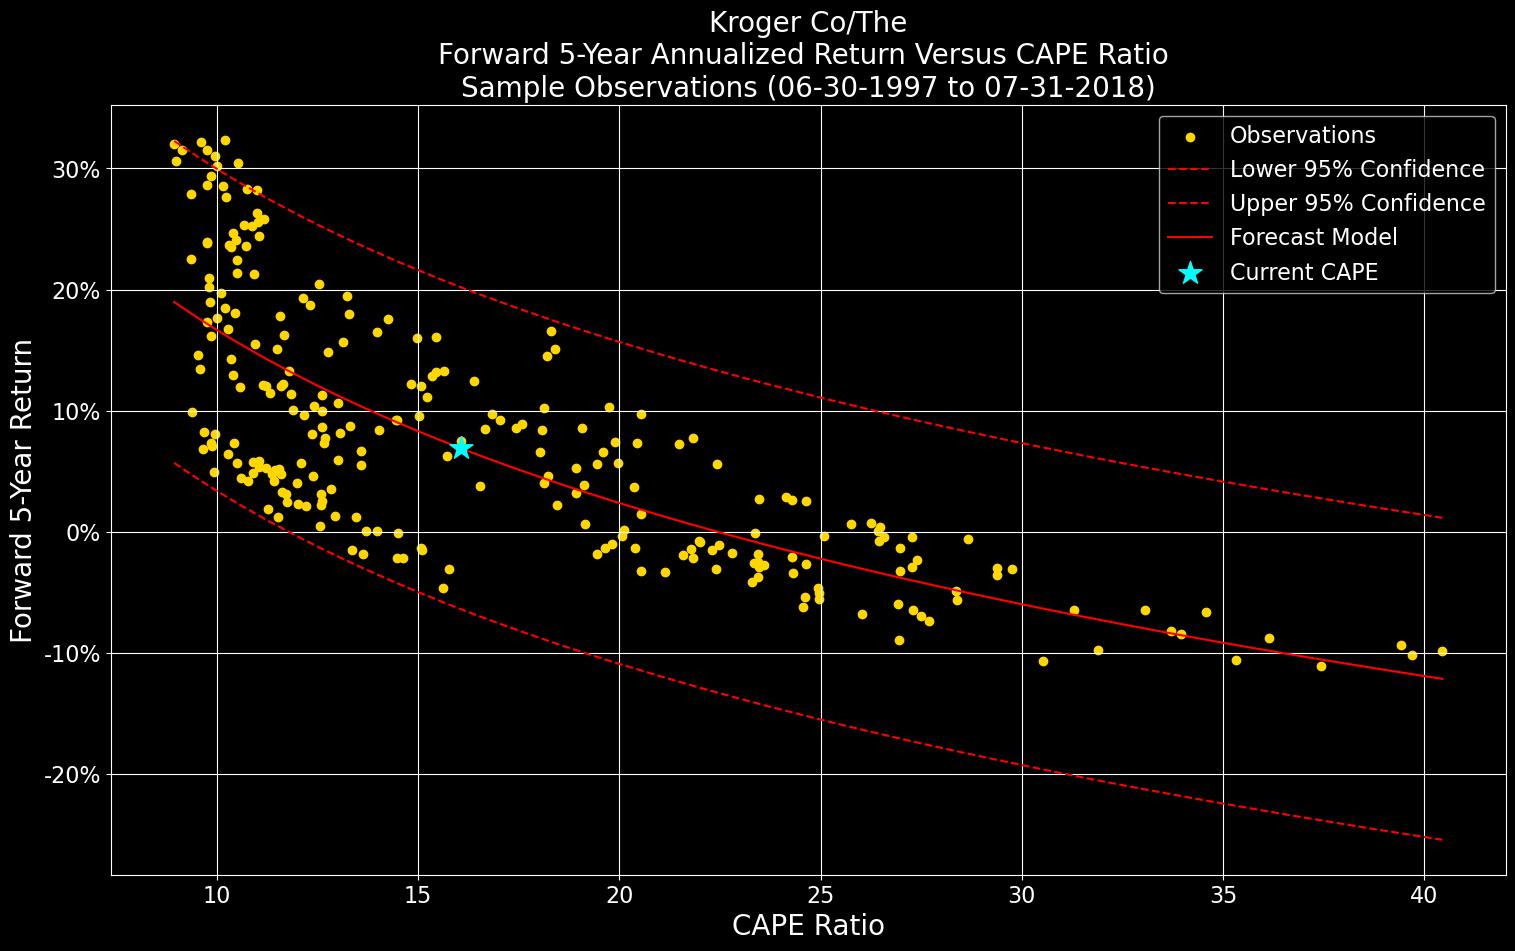 Kroger Co/The
Forward 5-Year Annualized Return Versus CAPE Ratio
Sample Observations (06-30-1997 to 07-31-2018)
Observations
Lower 95% Confidence
Upper 95% Confidence
Forecast Model
Current CAPE
Forward 5-Year Return
30%
20%
10%
0%
-10%
-20%
10 15 20 25 30 35 40
CAPE Ratio